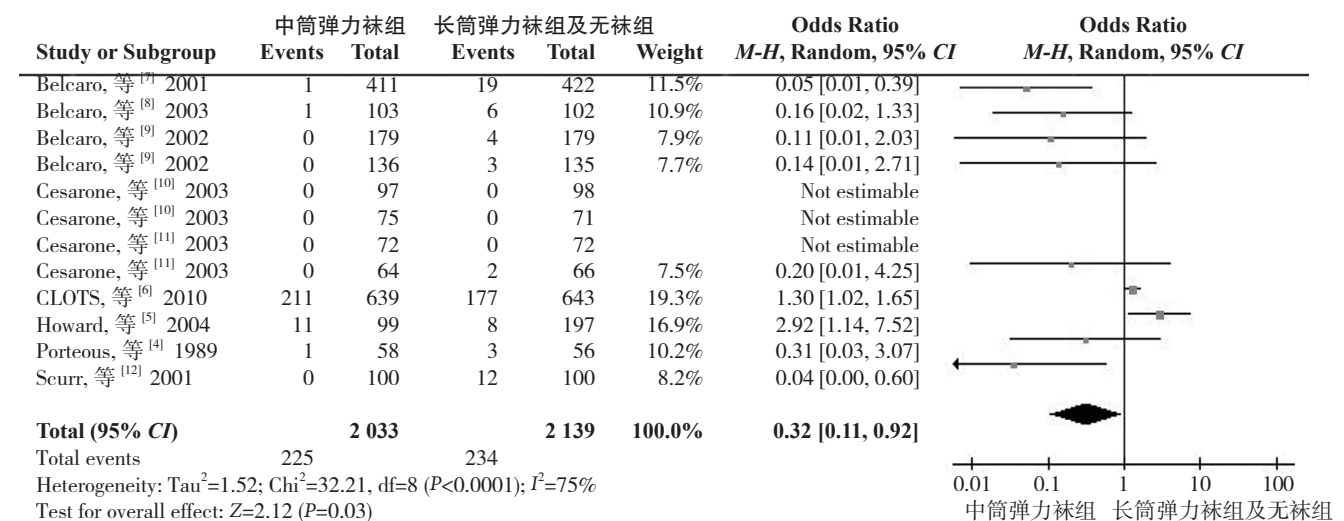 中筒弹力袜组 长筒弹力袜组及无袜组 Odds Ratio Odds Ratio
Study or Subgroup Events Total Events Total Weight M-H, Random, 95% CI M-H, Random, 95% CI
Belcaro, 等 [7] 2001 1 411 19 422 11.5% 0.05 [0.01, 0.39]
Belcaro, 等 [8] 2003 1 103 6 102 10.9% 0.16 [0.02, 1.33]
Belcaro, 等 [9] 2002 0 179 4 179 7.9% 0.11 [0.01, 2.03]
Belcaro, 等 [9] 2002 0 136 3 135 7.7% 0.14 [0.01, 2.71]
Cesarone, 等 [10] 2003 0 97 0 98 Not estimable
Cesarone, 等 [10] 2003 0 75 0 71 Not estimable
Cesarone, 等 [11] 2003 0 72 0 72 Not estimable
Cesarone, 等 [11] 2003 0 64 2 66 7.5% 0.20 [0.01, 4.25]
CLOTS, 等 [6] 2010 211 639 177 643 19.3% 1.30 [1.02, 1.65]
Howard, 等 [5] 2004 11 99 8 197 16.9% 2.92 [1.14, 7.52]
Porteous, 等 [4] 1989 1 58 3 56 10.2% 0.31 [0.03, 3.07]
Scurr, 等 [12] 2001 0 100 12 100 8.2% 0.04 [0.00, 0.60]
Total (95% CI) 2 033 2 139 100.0% 0.32 [0.11, 0.92]
Total events 225 234
Heterogeneity: Tau²=1.52; Chi²=32.21, df=8 (P<0.0001); I²=75%
0.01 0.1 1 10 100
Test for overall effect: Z=2.12 (P=0.03) 中筒弹力袜组 长筒弹力袜组及无袜组